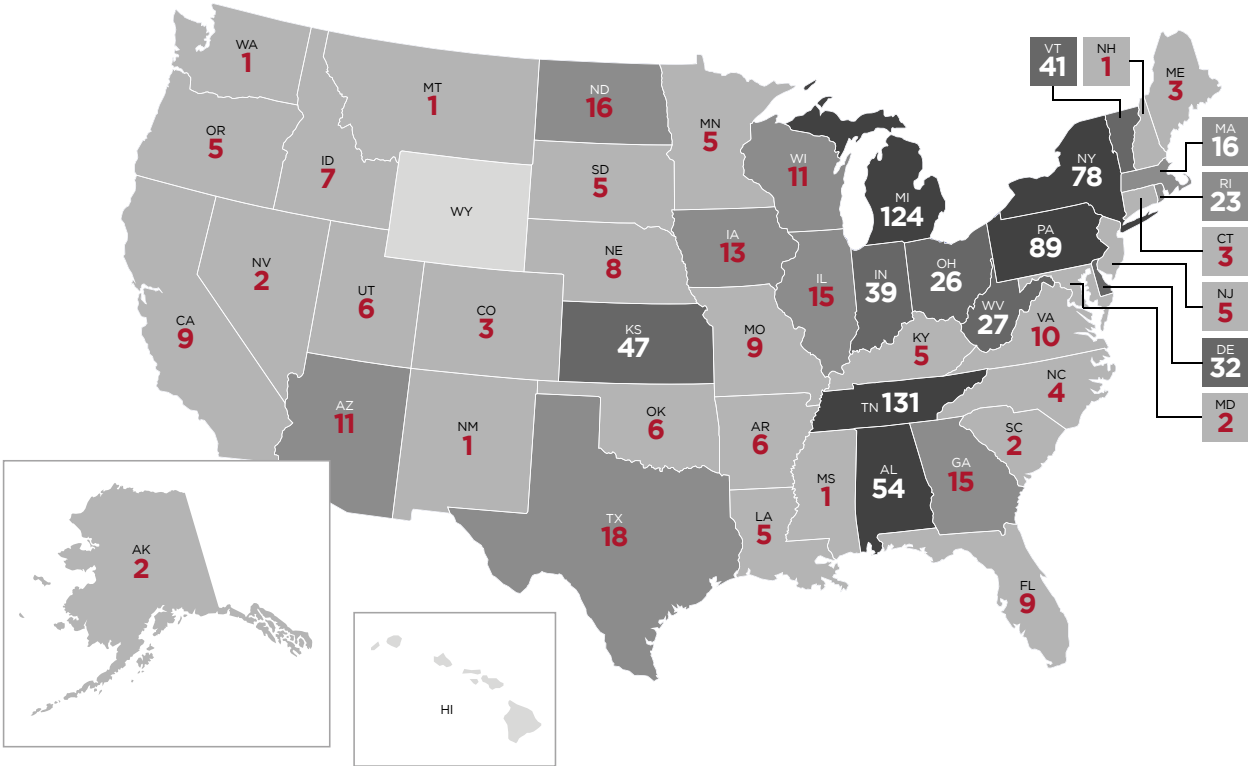 WA
1
OR
5
CA
9
ID
7
NV
2
MT
1
WY
UT
6
AZ
11
CO
3
NM
1
ND
16
SD
5
NE
8
KS
47
OK
6
TX
18
MN
5
IA
13
MO
9
AR
6
LA
5
WI
11
IL
15
MS
1
MI
124
IN
39
OH
26
KY
5
TN 131
AL
54
GA
15
FL
9
SC
2
NC
4
VA
10
WV
27
PA
89
NY
78
VT
41
NH
1
ME
3
MA
16
RI
23
CT
3
NJ
5
DE
32
MD
2
AK
2
HI